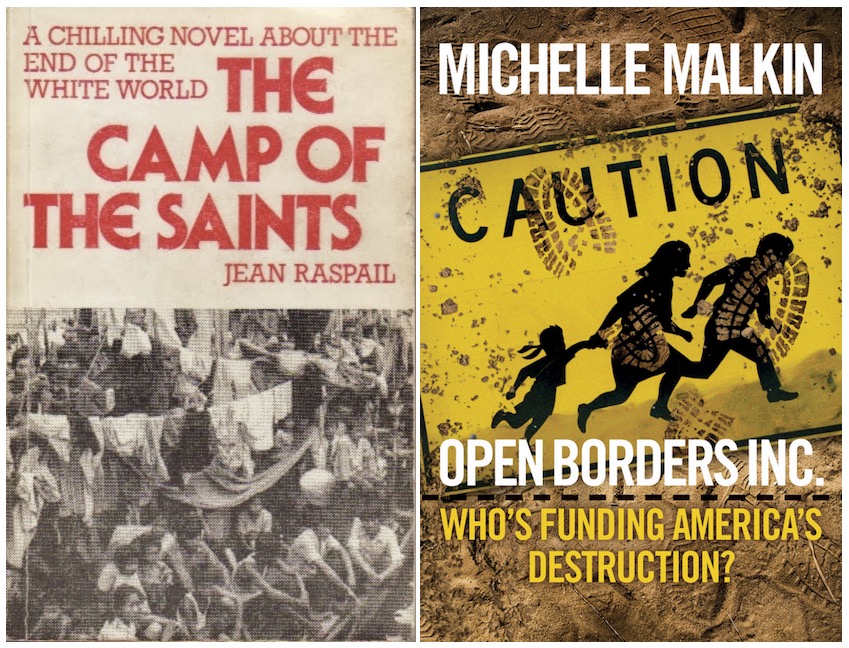 A CHILLING NOVEL ABOUT THE
END OF THE
WHITE WORLD
THE
CAMP OF
THE SAINTS
JEAN RASPAIL
MICHELLE MALKIN
CAUTION
OPEN BORDERS INC.
WHO'S FUNDING AMERICA'S
DESTRUCTION?